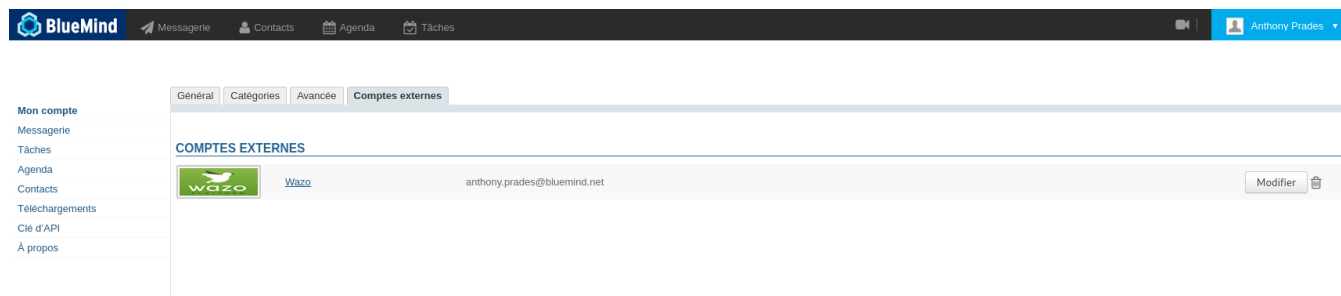 BlueMind Messagerie Contacts Agenda Tâches Anthony Prades
Général Catégories Avancée Comptes externes
Mon compte
Messagerie
Tâches
Agenda
Contacts
Téléchargements
Clé d'API
À propos
COMPTES EXTERNES
wazo Wazo anthony.prades@bluemind.net Modifier